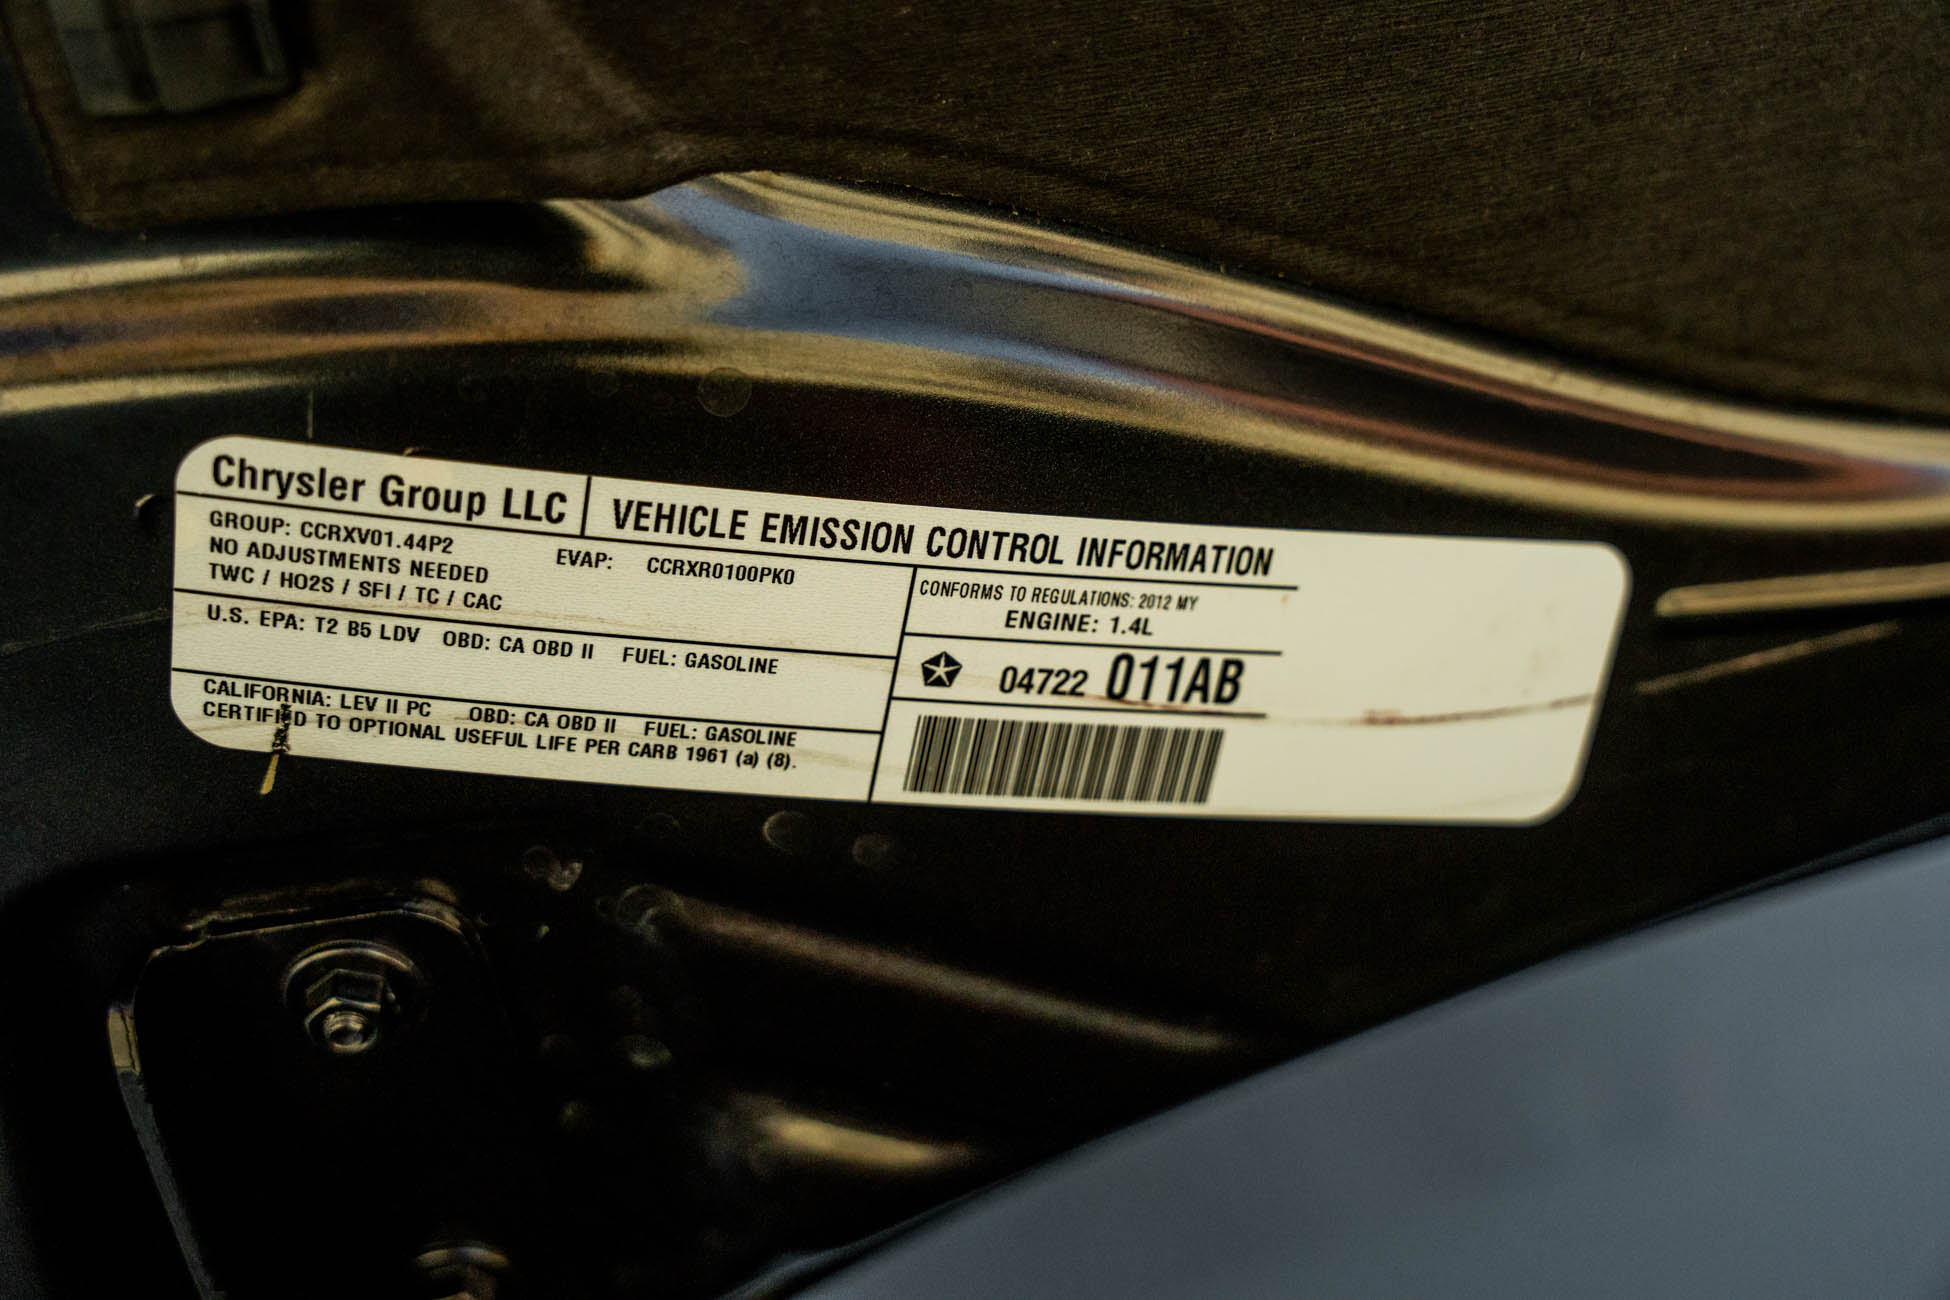 Chrysler Group LLC
VEHICLE EMISSION CONTROL INFORMATION
GROUP: CCRXV01.44P2
EVAP: CCRXR0100PK0
NO ADJUSTMENTS NEEDED
TWC / HO2S / SFI / TC / CAC
U.S. EPA: T2 B5 LDV OBD: CA OBD II FUEL: GASOLINE
CALIFORNIA: LEV II PC OBD: CA OBD II FUEL: GASOLINE
CERTIFIED TO OPTIONAL USEFUL LIFE PER CARB 1961 (a) (8).
CONFORMS TO REGULATIONS: 2012 MY
ENGINE: 1.4L
04722 011AB